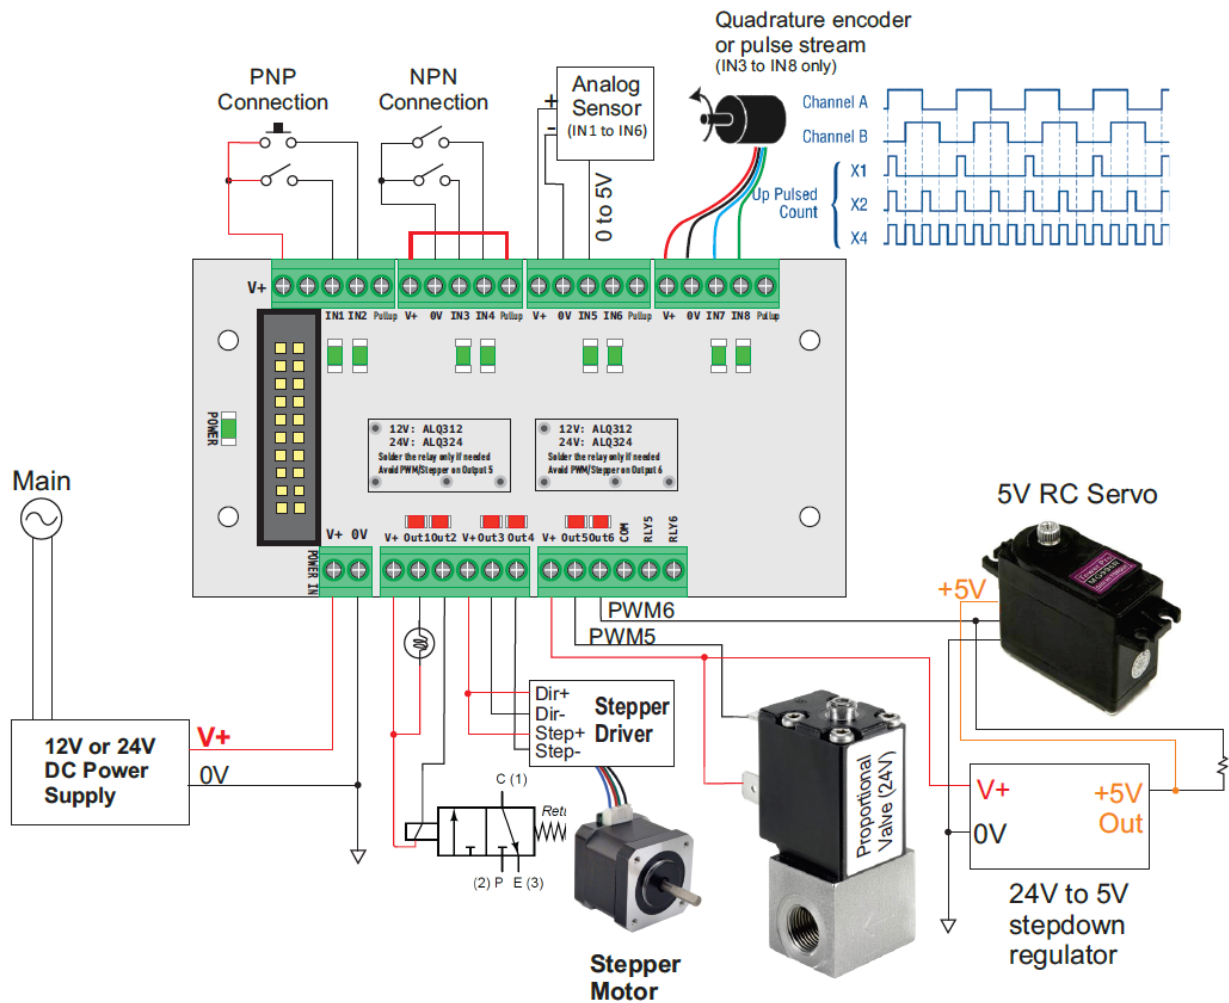 Quadrature encoder
or pulse stream
(IN3 to IN8 only)
PNP
Connection
NPN
Connection
Analog
Sensor
(IN1 to IN6)
+
-
0 to 5V
Channel A
Channel B
X1
Up Pulsed
Count
X2
X4
V+
IN1 IN2 Pullup
V+ 0V IN3 IN4 Pullup
V+ 0V IN5 IN6 Pullup
V+ 0V IN7 IN8 Pullup
POWER
12V: ALQ312
24V: ALQ324
Solder the relay only if needed
Avoid PWM/Stepper on Output 5
12V: ALQ312
24V: ALQ324
Solder the relay only if needed
Avoid PWM/Stepper on Output 6
Main
5V RC Servo
V+ 0V
POWER IN
V+ Out1 Out2 V+ Out3 Out4
V+ Out5 Out6 COM RLY5 RLY6
TowerPro
MG996R
+5V
PWM6
PWM5
Dir+
Dir-
Step+
Step-
Stepper
Driver
12V or 24V
DC Power
Supply
V+
0V
C (1)
Retu
(2) P E (3)
Proportional
Valve (24V)
V+
0V
+5V
Out
24V to 5V
stepdown
regulator
Stepper
Motor